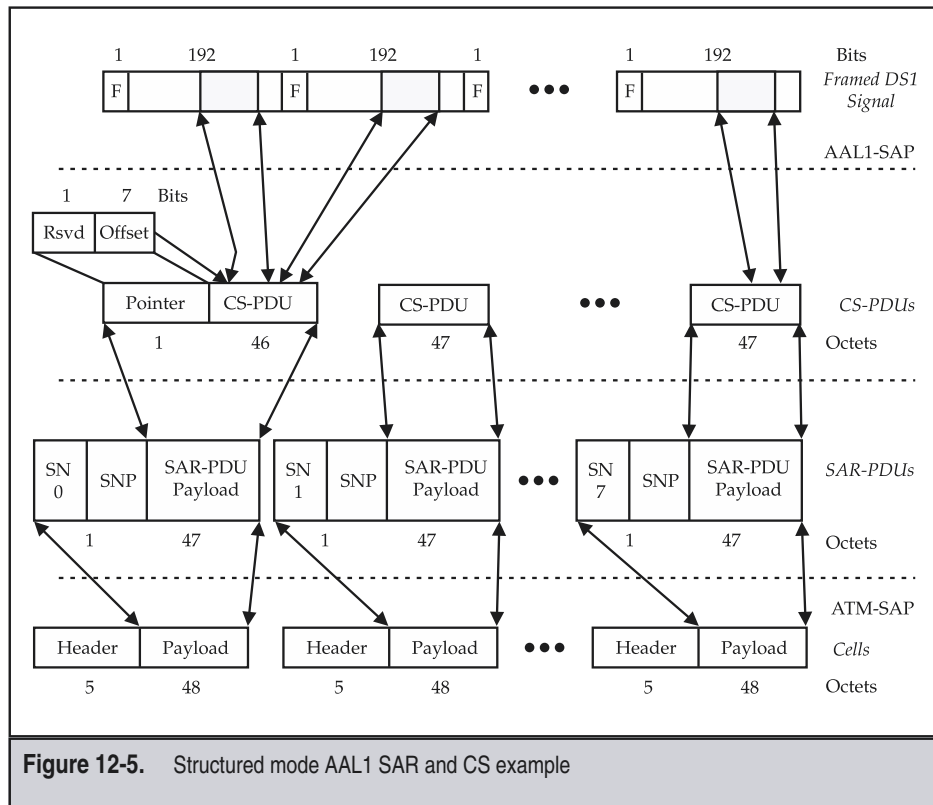 1 192 1 192 1 1 192 Bits
F F F F Framed DS1
Signal
AAL1-SAP
1 7 Bits
Rsvd Offset
Pointer CS-PDU CS-PDU CS-PDU CS-PDUs
1 46 47 47 Octets
SN 0 SNP SAR-PDU Payload SN 1 SNP SAR-PDU Payload SN 7 SNP SAR-PDU Payload SAR-PDUs
1 47 1 47 1 47 Octets
ATM-SAP
Header Payload Header Payload Header Payload Cells
5 48 5 48 5 48 Octets
Figure 12-5. Structured mode AAL1 SAR and CS example